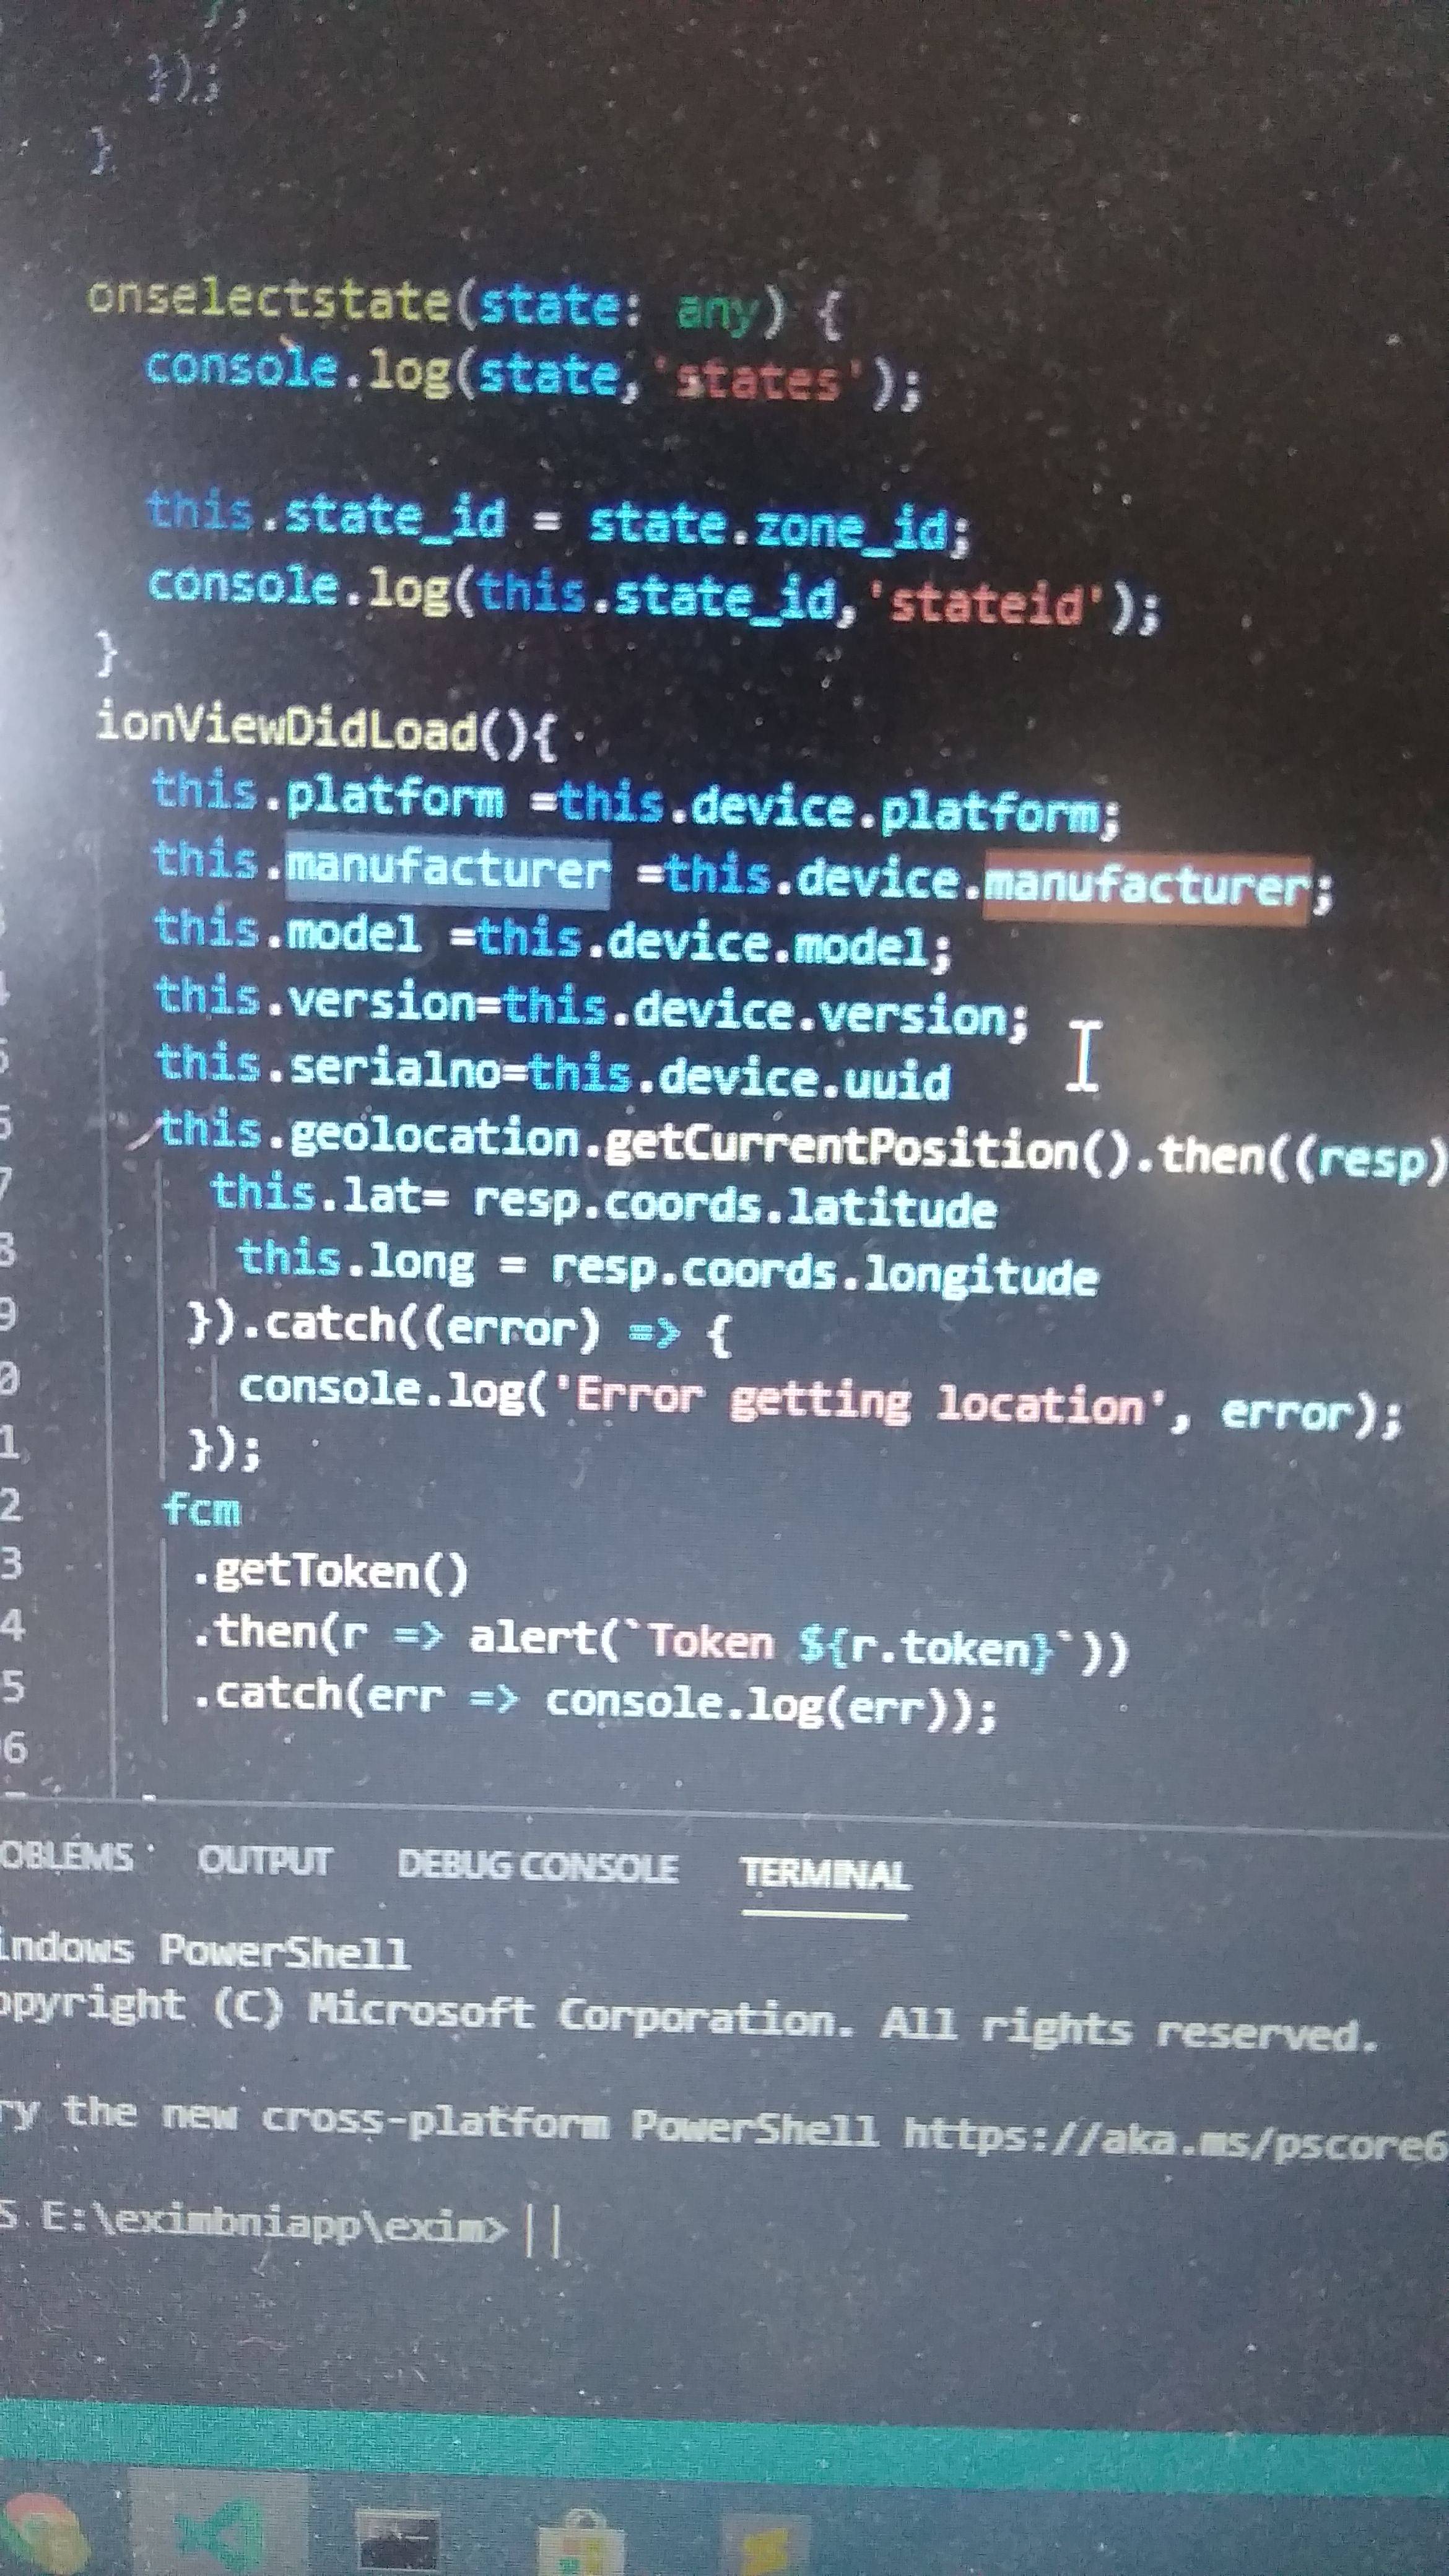 });
}
onselectstate(state: any) {
console.log(state,'states');
this.state_id = state.zone_id;
console.log(this.state_id,'stateid');
}
ionViewDidLoad(){
this.platform =this.device.platform;
this.manufacturer =this.device.manufacturer;
this.model =this.device.model;
this.version=this.device.version;
this.serialno=this.device.uuid
this.geolocation.getCurrentPosition().then((resp)
7 this.lat= resp.coords.latitude
8 this.long = resp.coords.longitude
9 }).catch((error) => {
0 console.log('Error getting location', error);
1 });
2 fcm
3 .getToken()
4 .then(r => alert(`Token ${r.token}`))
5 .catch(err => console.log(err));
6
OBLEMS OUTPUT DEBUG CONSOLE TERMINAL
indows PowerShell
opyright (C) Microsoft Corporation. All rights reserved.
ry the new cross-platform PowerShell https://aka.ms/pscore6
S E:\eximbniapp\exim>